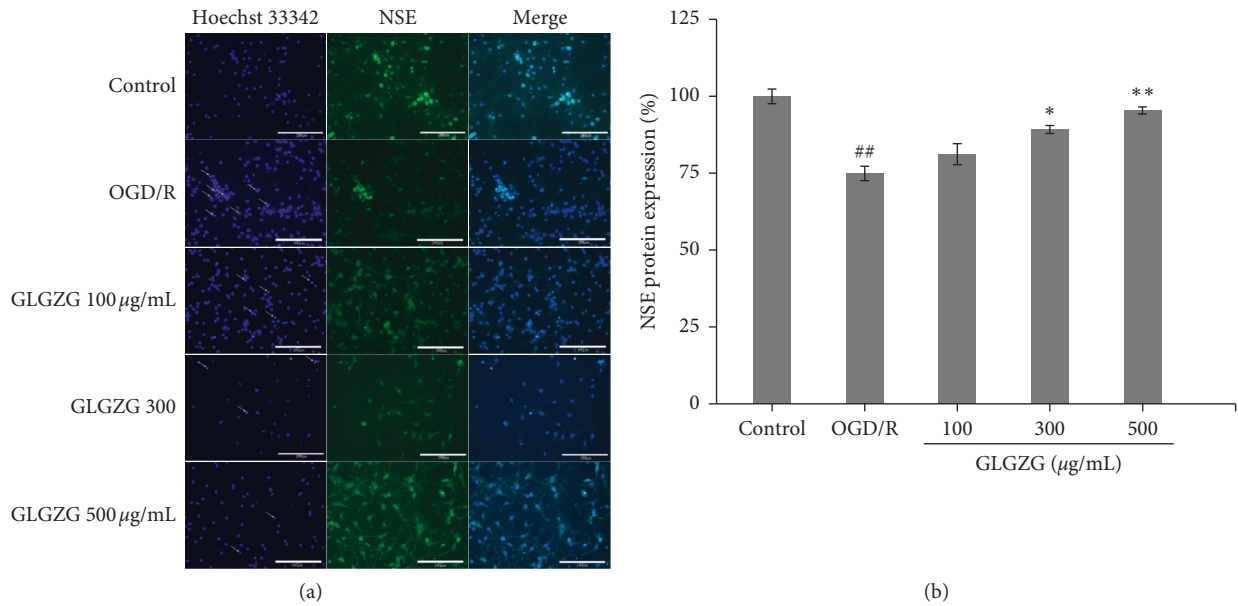 Hoechst 33342 NSE Merge
Control
OGD/R
GLGZG 100 μg/mL
GLGZG 300
GLGZG 500 μg/mL
(a)
NSE protein expression (%)
125
100
75
50
25
0
##
*
**
Control OGD/R 100 300 500
GLGZG (μg/mL)
(b)